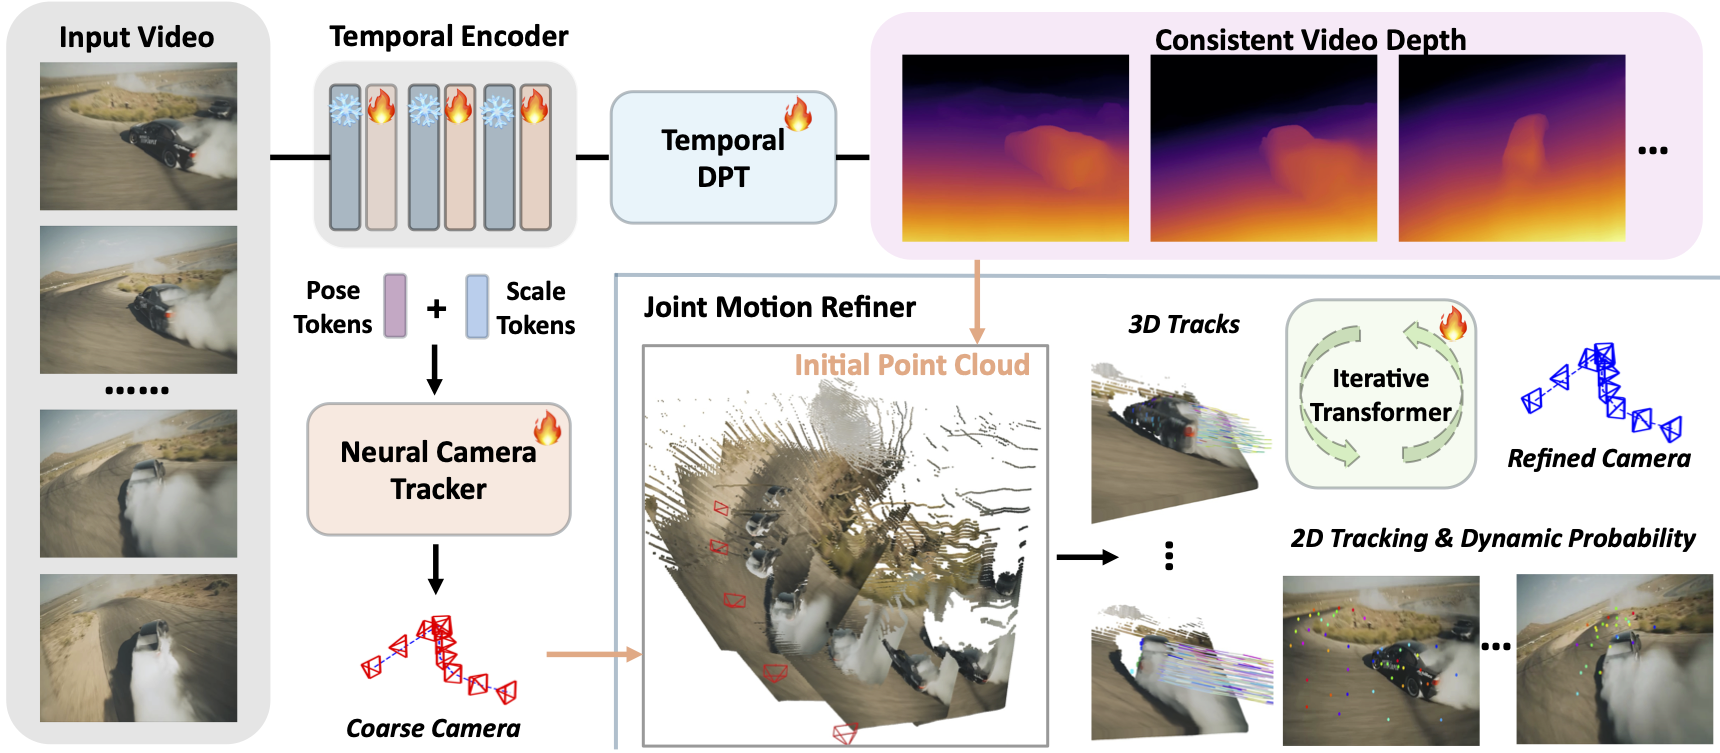 Input Video
......
Temporal Encoder
Temporal
DPT
Consistent Video Depth
...
Pose
Tokens
+
Scale
Tokens
Neural Camera
Tracker
Coarse Camera
Joint Motion Refiner
Initial Point Cloud
3D Tracks
Iterative
Transformer
Refined Camera
2D Tracking & Dynamic Probability
...